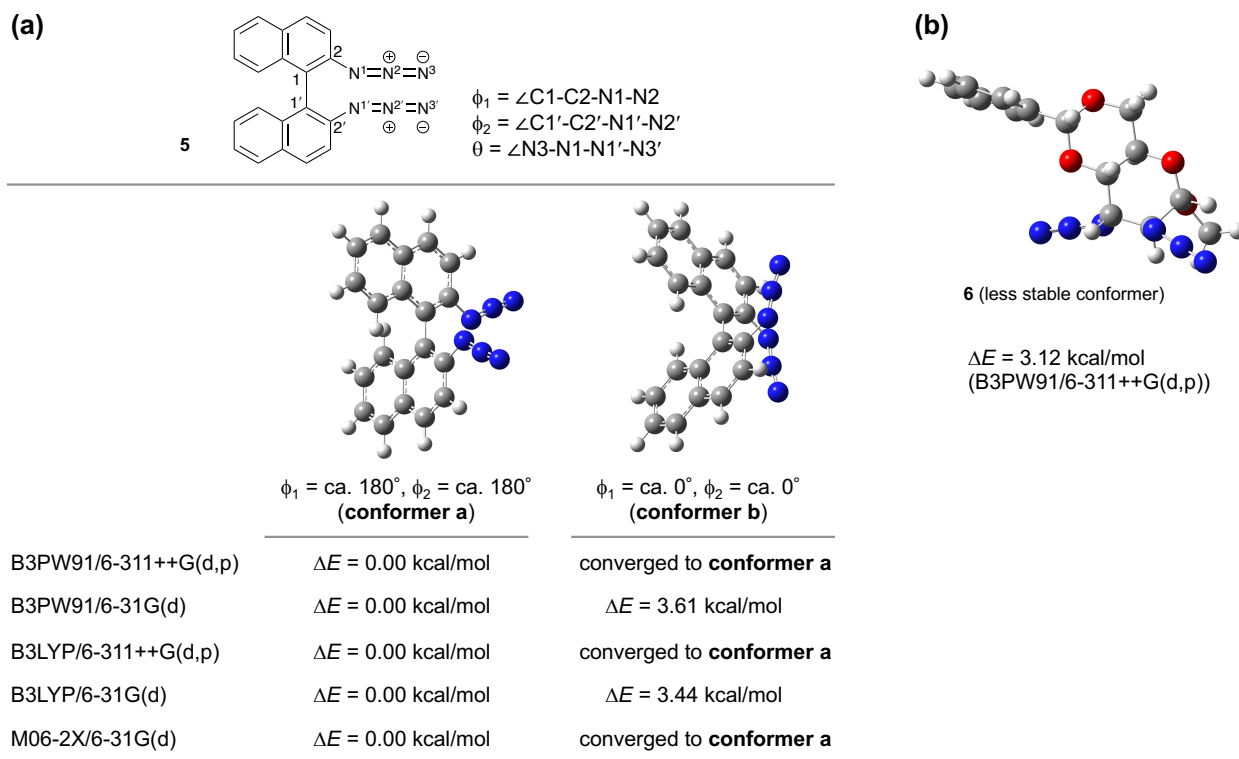 (a)
2
1
1′
2′
5
N¹=N²=N³
⊕ ⊖
N¹′=N²′=N³′
⊕ ⊖
ϕ₁ = ∠C1-C2-N1-N2
ϕ₂ = ∠C1′-C2′-N1′-N2′
θ = ∠N3-N1-N1′-N3′
ϕ₁ = ca. 180°, ϕ₂ = ca. 180°
(conformer a)
ϕ₁ = ca. 0°, ϕ₂ = ca. 0°
(conformer b)
B3PW91/6-311++G(d,p) ΔE = 0.00 kcal/mol converged to conformer a
B3PW91/6-31G(d) ΔE = 0.00 kcal/mol ΔE = 3.61 kcal/mol
B3LYP/6-311++G(d,p) ΔE = 0.00 kcal/mol converged to conformer a
B3LYP/6-31G(d) ΔE = 0.00 kcal/mol ΔE = 3.44 kcal/mol
M06-2X/6-31G(d) ΔE = 0.00 kcal/mol converged to conformer a
(b)
6 (less stable conformer)
ΔE = 3.12 kcal/mol
(B3PW91/6-311++G(d,p))